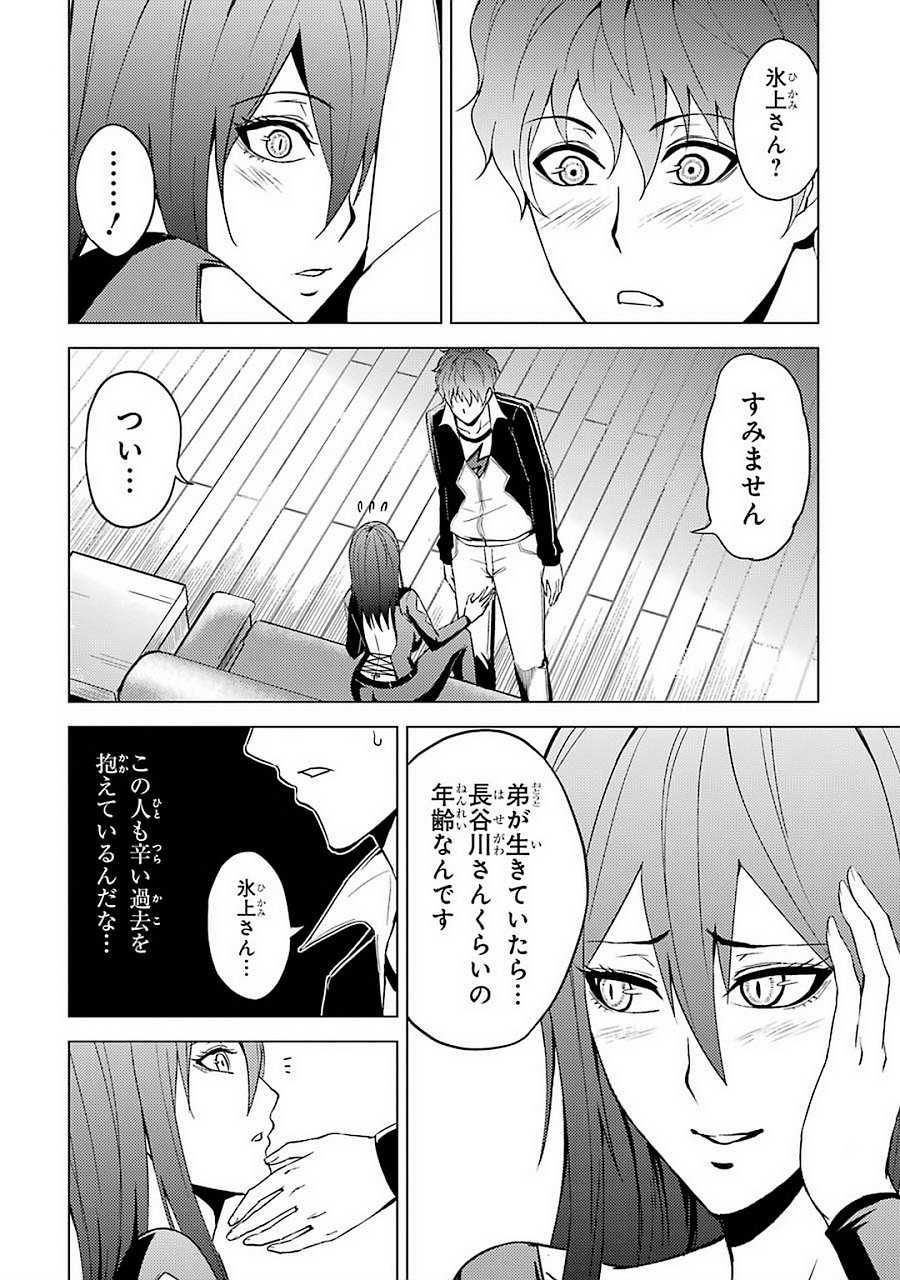 氷上さん?
……!
すみません
つい…
弟が生きていたら…
長谷川さんくらいの
年齢なんです
氷上さん…
この人も辛い過去を
抱えているんだな…